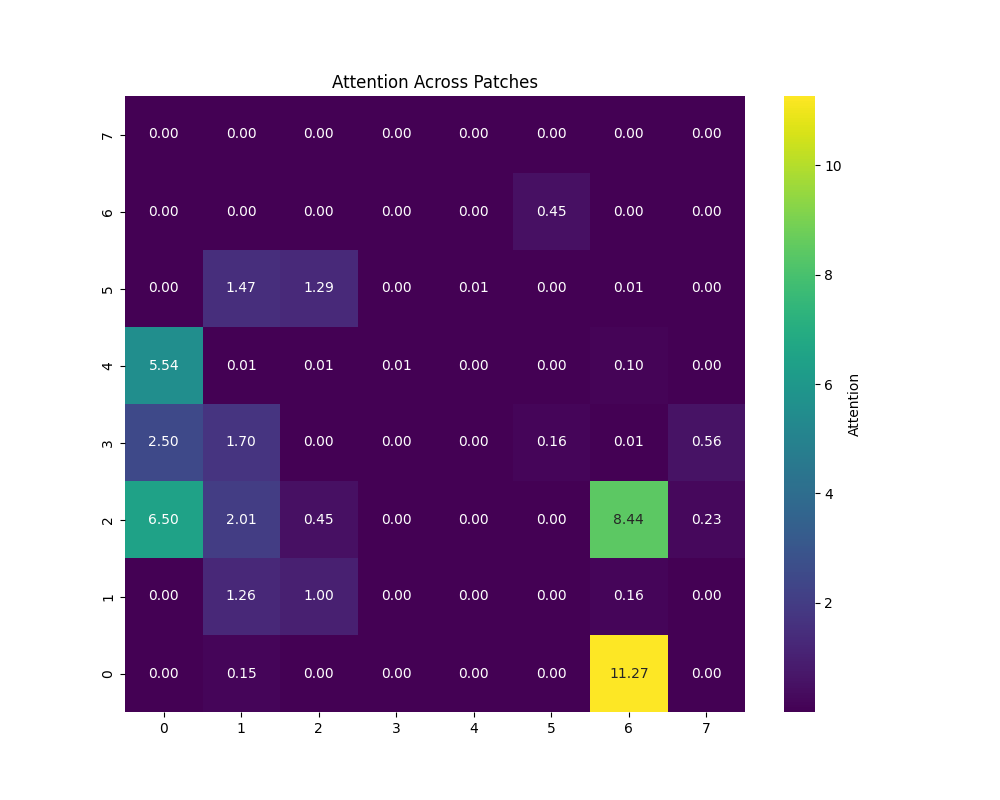 Attention Across Patches
7 0.00 0.00 0.00 0.00 0.00 0.00 0.00 0.00
6 0.00 0.00 0.00 0.00 0.00 0.45 0.00 0.00
5 0.00 1.47 1.29 0.00 0.01 0.00 0.01 0.00
4 5.54 0.01 0.01 0.01 0.00 0.00 0.10 0.00
3 2.50 1.70 0.00 0.00 0.00 0.16 0.01 0.56
2 6.50 2.01 0.45 0.00 0.00 0.00 8.44 0.23
1 0.00 1.26 1.00 0.00 0.00 0.00 0.16 0.00
0 0.00 0.15 0.00 0.00 0.00 0.00 11.27 0.00
0 1 2 3 4 5 6 7
10
8
6
4
2
Attention